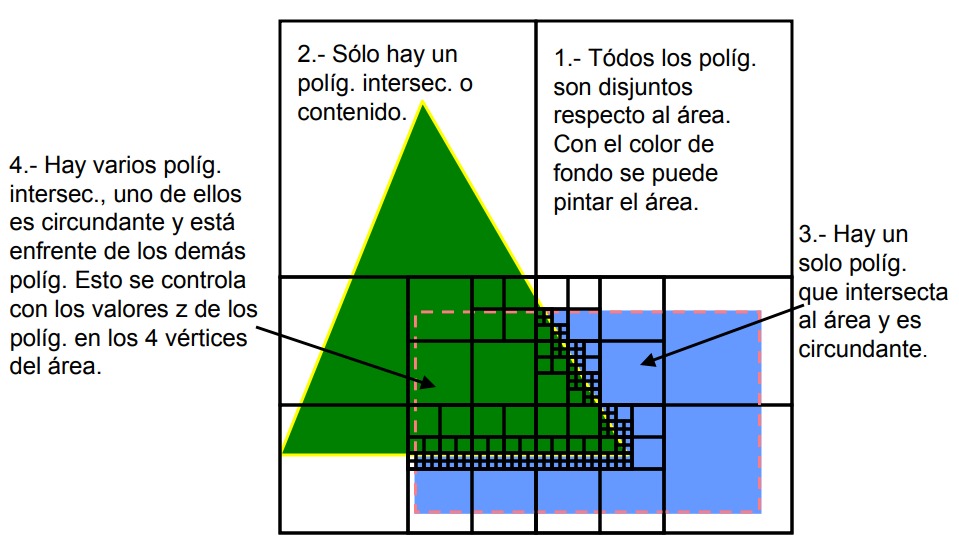 2.- Sólo hay un
políg. intersec. o
contenido.
1.- Tódos los políg.
son disjuntos
respecto al área.
Con el color de
fondo se puede
pintar el área.
4.- Hay varios políg.
intersec., uno de ellos
es circundante y está
enfrente de los demás
políg. Esto se controla
con los valores z de los
políg. en los 4 vértices
del área.
3.- Hay un
solo políg.
que intersecta
al área y es
circundante.